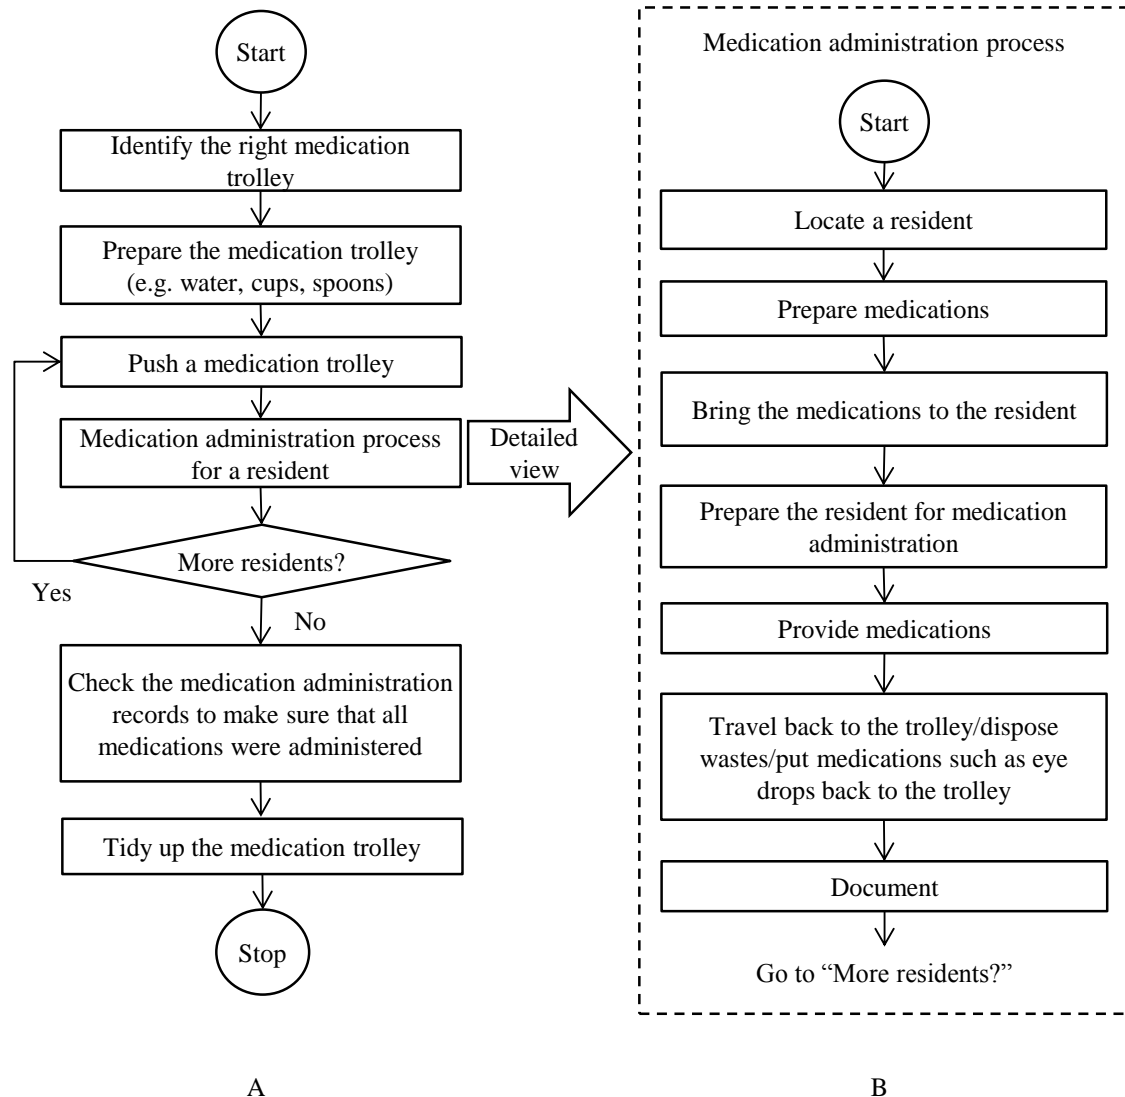 Start
Identify the right medication
trolley
Prepare the medication trolley
(e.g. water, cups, spoons)
Push a medication trolley
Medication administration process
for a resident
More residents?
Yes
No
Check the medication administration
records to make sure that all
medications were administered
Tidy up the medication trolley
Stop
A
Detailed
view
Medication administration process
Start
Locate a resident
Prepare medications
Bring the medications to the resident
Prepare the resident for medication
administration
Provide medications
Travel back to the trolley/dispose
wastes/put medications such as eye
drops back to the trolley
Document
Go to “More residents?”
B